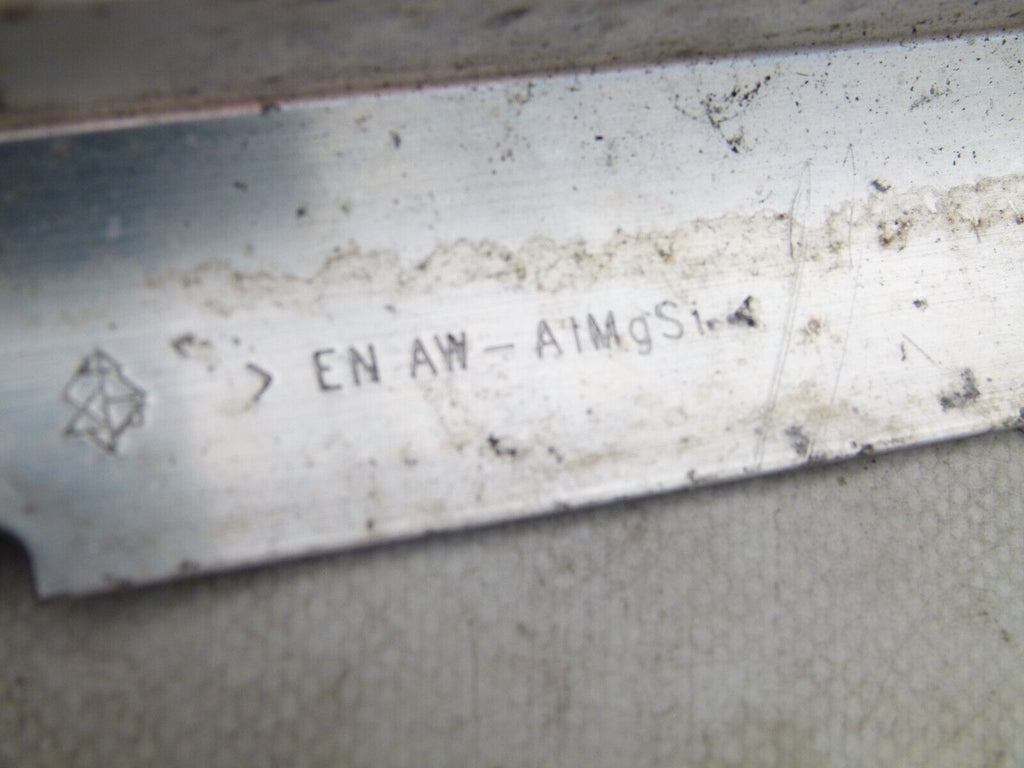 > EN AW - AlMgSi <